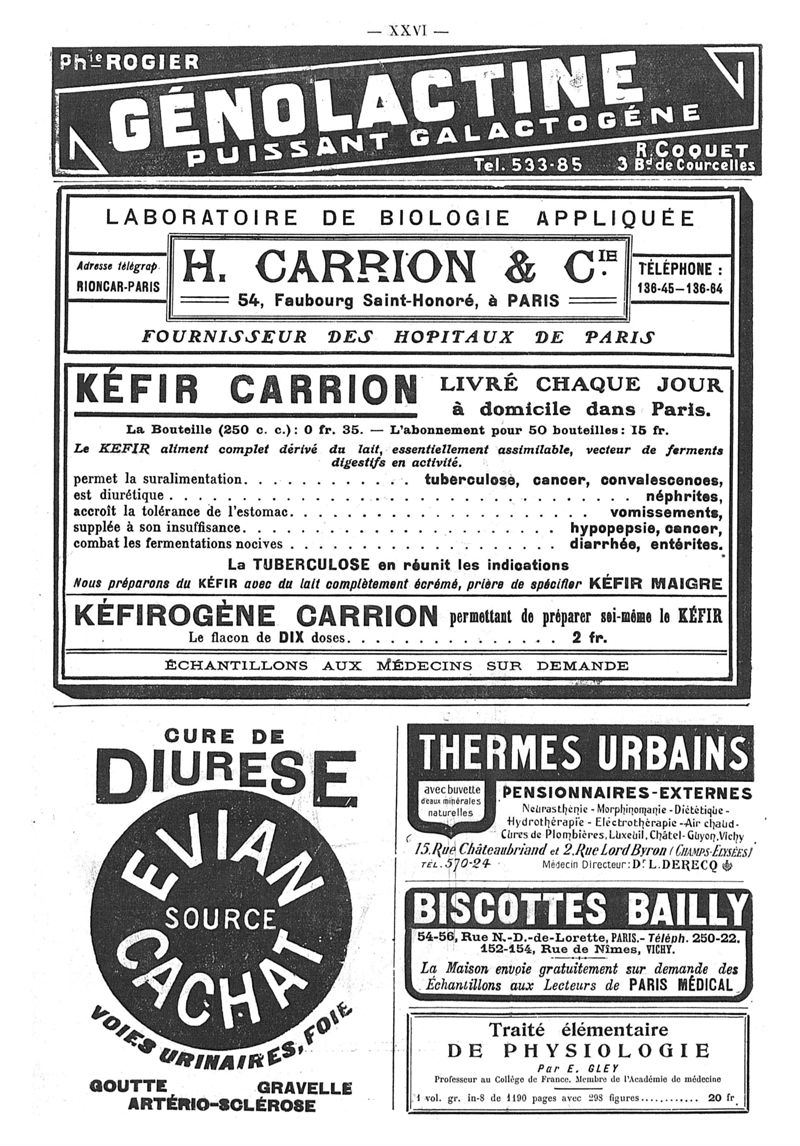 — XXVI —
Phie ROGIER
GÉNOLACTINE
PUISSANT GALACTOGÉNE
R. COQUET
Tel. 533-85 3 Bd de Courcelles
LABORATOIRE DE BIOLOGIE APPLIQUÉE
Adresse télégrap.
RIONCAR-PARIS
H. CARRION & CIE
54, Faubourg Saint-Honoré, à PARIS
TÉLÉPHONE :
136-45—136-64
FOURNISSEUR DES HOPITAUX DE PARIS
KÉFIR CARRION
LIVRÉ CHAQUE JOUR
à domicile dans Paris.
La Bouteille (250 c. c.): 0 fr. 35. — L'abonnement pour 50 bouteilles: 15 fr.
Le KEFIR aliment complet dérivé du lait, essentiellement assimilable, vecteur de ferments
digestifs en activité.
permet la suralimentation. . . . . . . . . . . . tuberculose, cancer, convalescences,
est diurétique . . . . . . . . . . . . . . . . . . . . . . . . . . . . néphrites,
accroît la tolérance de l'estomac. . . . . . . . . . . . . . . . . . . vomissements,
supplée à son insuffisance. . . . . . . . . . . . . . . . . . . . hypopepsie, cancer,
combat les fermentations nocives . . . . . . . . . . . . . . . . . diarrhée, entérites.
La TUBERCULOSE en réunit les indications
Nous préparons du KÉFIR avec du lait complètement écrémé, prière de spécifier KÉFIR MAIGRE
KÉFIROGÈNE CARRION permettant de préparer soi-même le KÉFIR
Le flacon de DIX doses. . . . . . . . . . . . . . . 2 fr.
ÉCHANTILLONS AUX MÉDECINS SUR DEMANDE
CURE DE
DIURESE
EVIAN
SOURCE
CACHAT
VOIES URINAIRES, FOIE
GOUTTE GRAVELLE
ARTÉRIO-SCLÉROSE
THERMES URBAINS
avec buvette
d'eaux minérales
naturelles
PENSIONNAIRES-EXTERNES
Neurasthénie - Morphinomanie - Diététique -
Hydrothérapie - Electrothérapie - Air chaud -
Cures de Plombières, Luxeuil, Châtel-Guyon, Vichy
15, Rue Châteaubriand et 2, Rue Lord Byron (CHAMPS-ÉLYSÉES)
TÉL. 570-24 Médecin Directeur: Dr L. DERECQ
BISCOTTES BAILLY
54-56, Rue N.-D.-de-Lorette, PARIS. - Téléph. 250-22.
152-154, Rue de Nîmes, VICHY.
La Maison envoie gratuitement sur demande des
Échantillons aux Lecteurs de PARIS MÉDICAL
Traité élémentaire
DE PHYSIOLOGIE
Par E. GLEY
Professeur au Collège de France. Membre de l'Académie de médecine
1 vol. gr. in-8 de 1190 pages avec 298 figures............ 20 fr